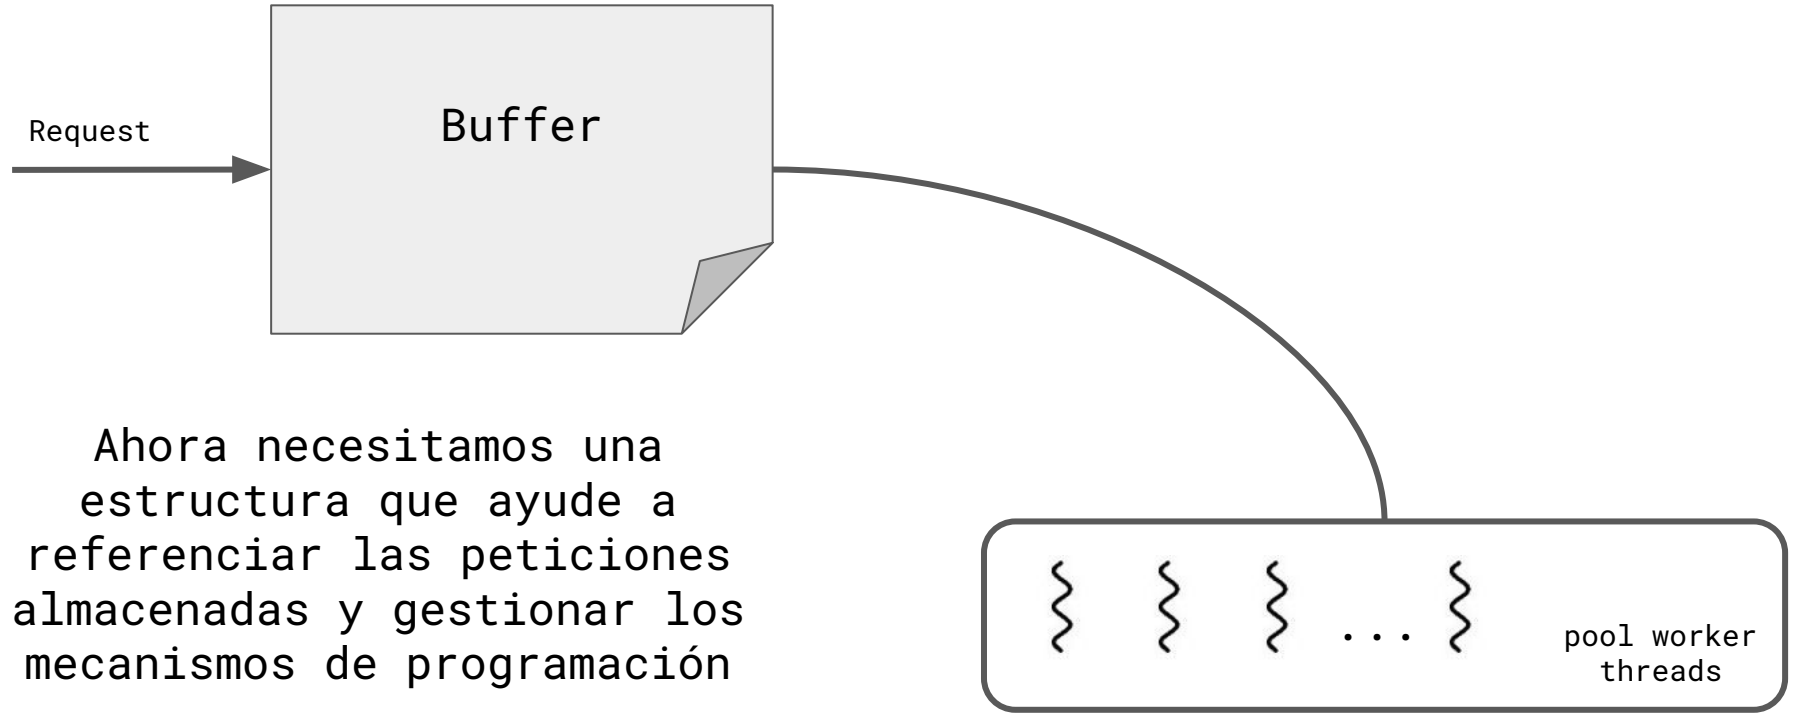 Request
Buffer
Ahora necesitamos una
estructura que ayude a
referenciar las peticiones
almacenadas y gestionar los
mecanismos de programación
...
pool worker
threads